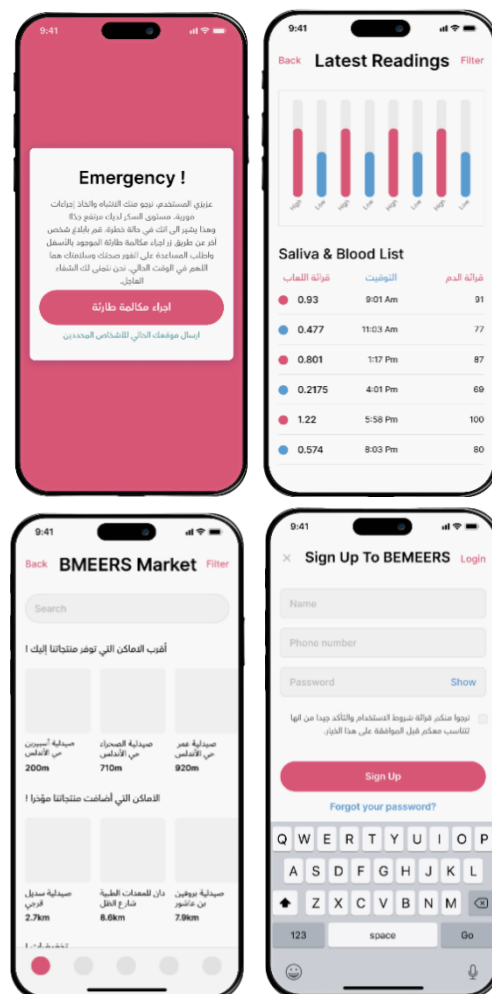 9:41
Emergency !
عزيزي المستخدم، نرجو منك الانتباه واتخاذ إجراءات
فورية. مستوى السكر لديك مرتفع جدًا
وهذا يشير الى انك في حالة خطرة. قم بابلاغ شخص
آخر عن طريق زر اجراء مكالمة طارئة الموجود بالأسفل
واطلب المساعدة على الفور صحتك وسلامتك هما
الأهم في الوقت الحالي. نحن نتمنى لك الشفاء
العاجل.
اجراء مكالمة طارئة
ارسال موقعك الحالي للأشخاص المحددين
9:41
Back Latest Readings Filter
High Low High Low High Low High Low
Saliva & Blood List
قرائة اللعاب التوقيت قرائة الدم
0.93 9:01 Am 91
0.477 11:03 Am 77
0.801 1:17 Pm 87
0.2175 4:01 Pm 69
1.22 5:58 Pm 100
0.574 8:03 Pm 80
9:41
Back BMEERS Market Filter
Search
أقرب الاماكن التي توفر منتجاتنا إليك !
صيدلية أسبيرين صيدلية الصحراء صيدلية عمر
حي الأندلس حي الأندلس حي الأندلس
200m 710m 920m
الاماكن التي أضافت منتجاتنا مؤخرا !
صيدلية سديل دان للمعدات الطبية صيدلية بروفين
قرجي شارع الظل بن عاشور
2.7km 8.6km 7.9km
9:41
× Sign Up To BEMEERS Login
Name
Phone number
Password Show
نرجوا منكم قرائة شروط الاستخدام والتأكد جيدا من انها
تتناسب معكم قبل الموافقة على هذا الخيار.
Sign Up
Forgot your password?
Q W E R T Y U I O P
A S D F G H J K L
Z X C V B N M
123 space Go